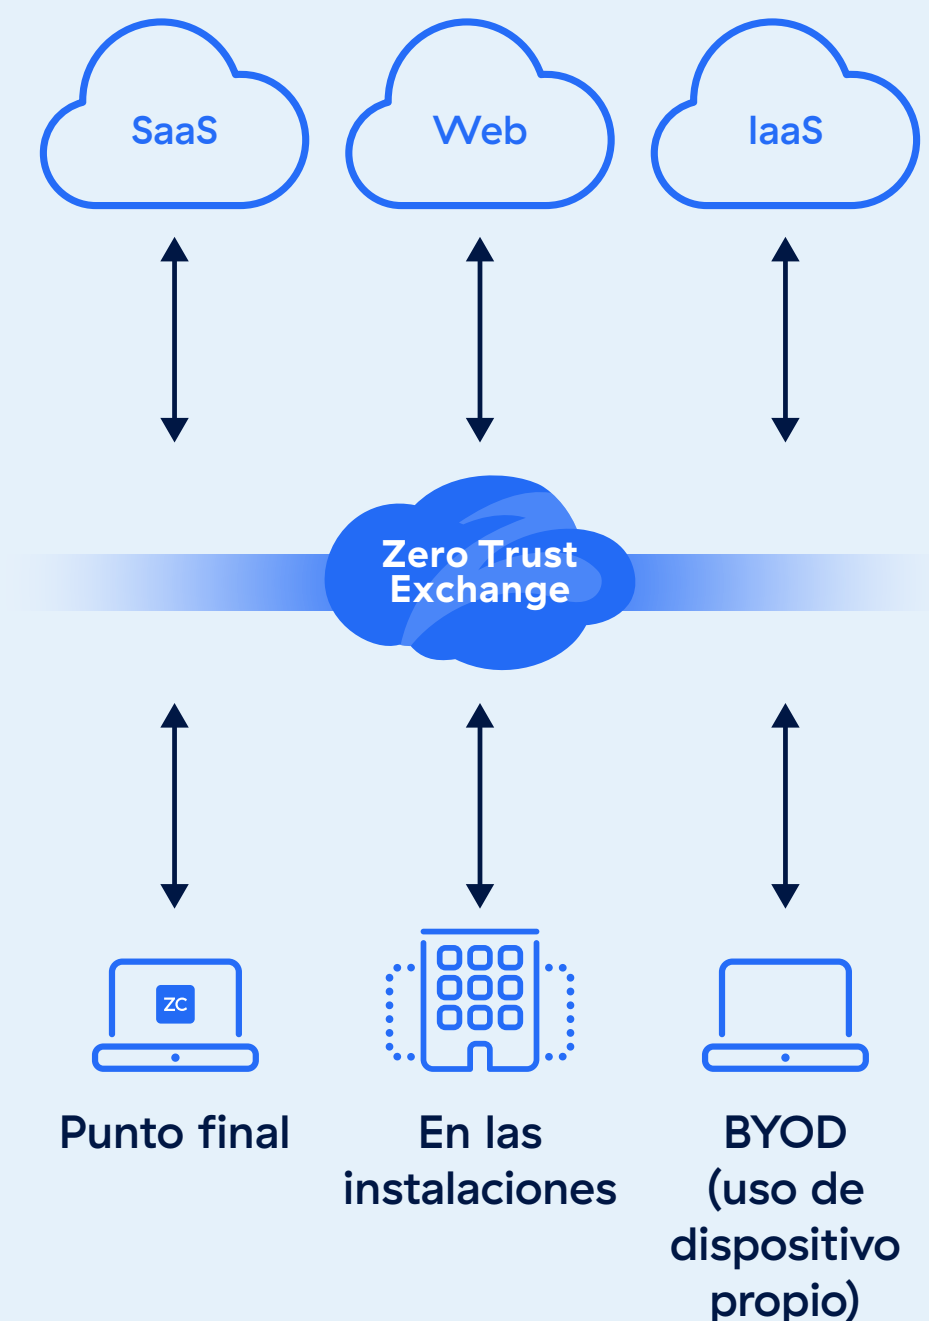 SaaS
Web
IaaS
Zero Trust
Exchange
ZC
Punto final
En las
instalaciones
BYOD
(uso de
dispositivo
propio)